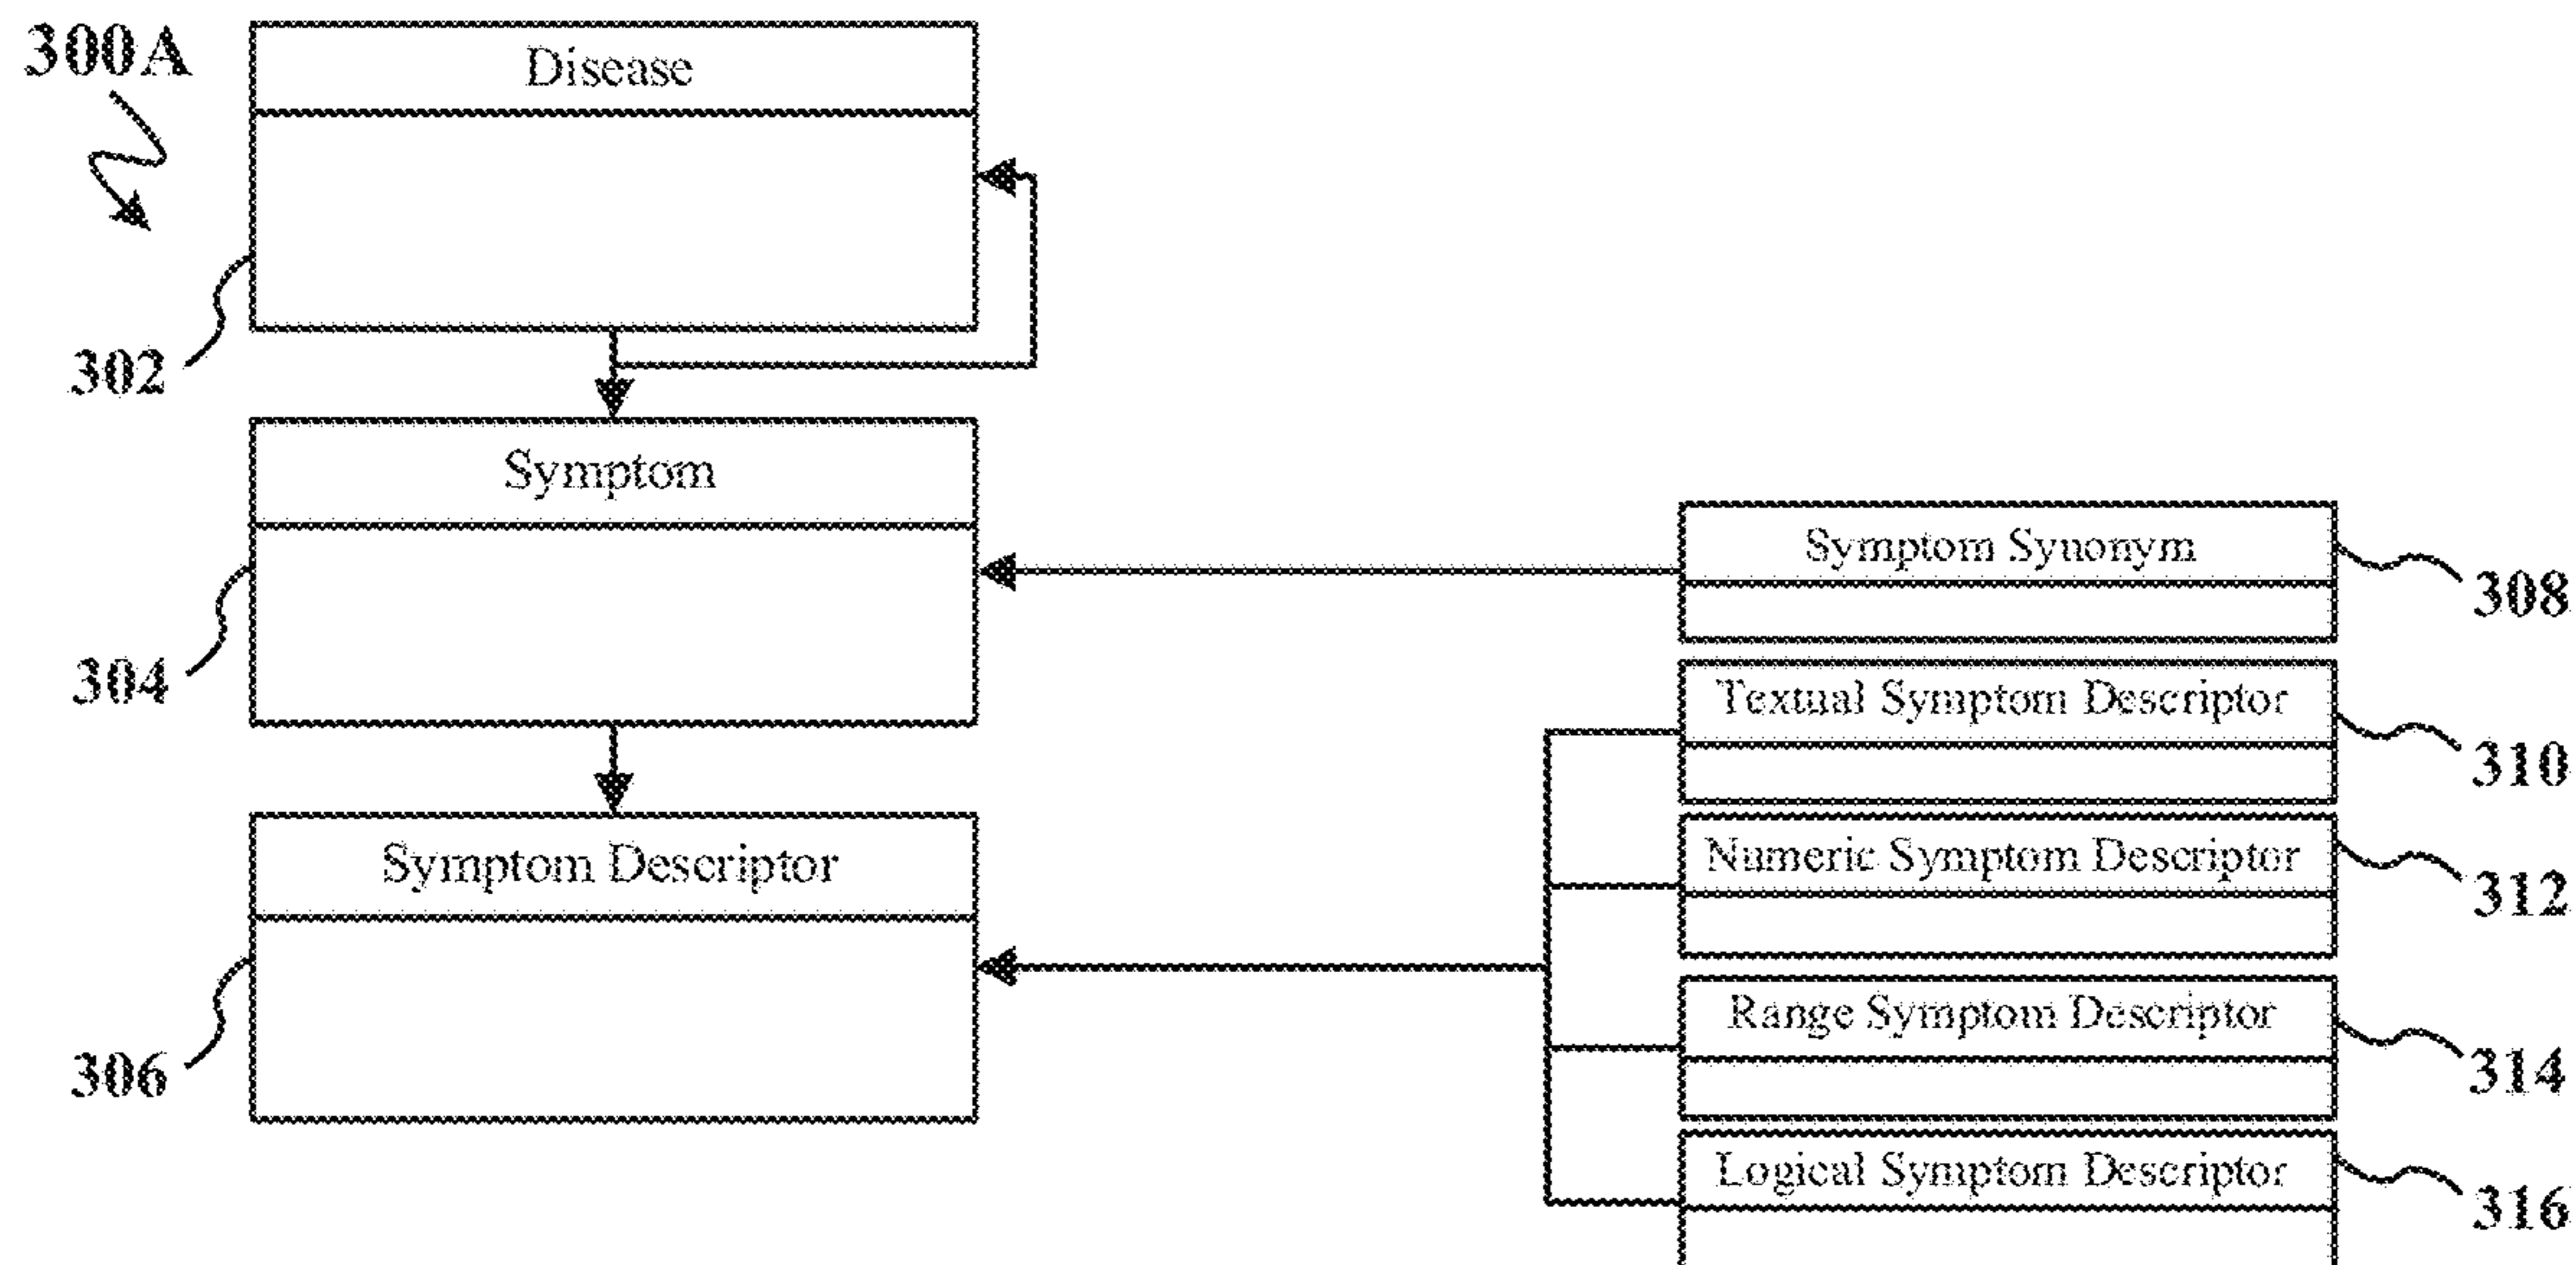 300A
Disease
302
Symptom
304
Symptom Synonym
308
Textual Symptom Descriptor
310
Symptom Descriptor
306
Numeric Symptom Descriptor
312
Range Symptom Descriptor
314
Logical Symptom Descriptor
316